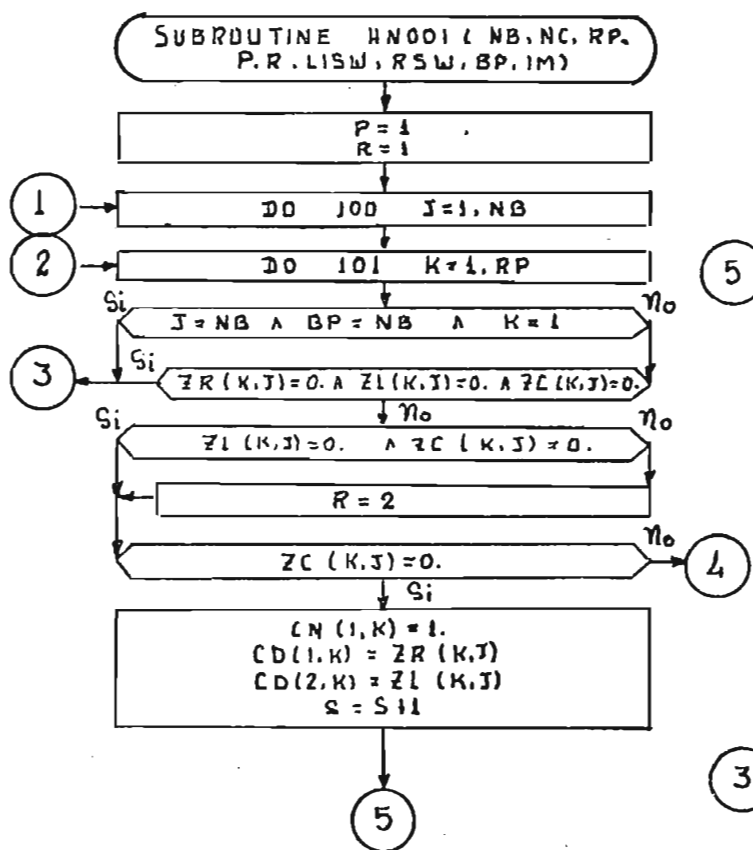 SUBROUTINE HNODI ( NB, NC, RP.
P. R. LISW, RSW, BP, IM)
P = 1
R = 1
1
DO 100 J = 1, NB
2
DO 101 K = 1, RP
5
Si
no
J = NB ∧ BP = NB ∧ K = 1
Si
3
ZR (K,J) = 0. ∧ ZL (K,J) = 0. ∧ ZC (K,J) = 0.
no
Si
no
ZL (K,J) = 0. ∧ ZC (K,J) = 0.
R = 2
no
ZC (K,J) = 0.
4
Si
CN (1,K) = 1.
CD (1,K) = ZR (K,J)
CD (2,K) = ZL (K,J)
S = S+1
3
5